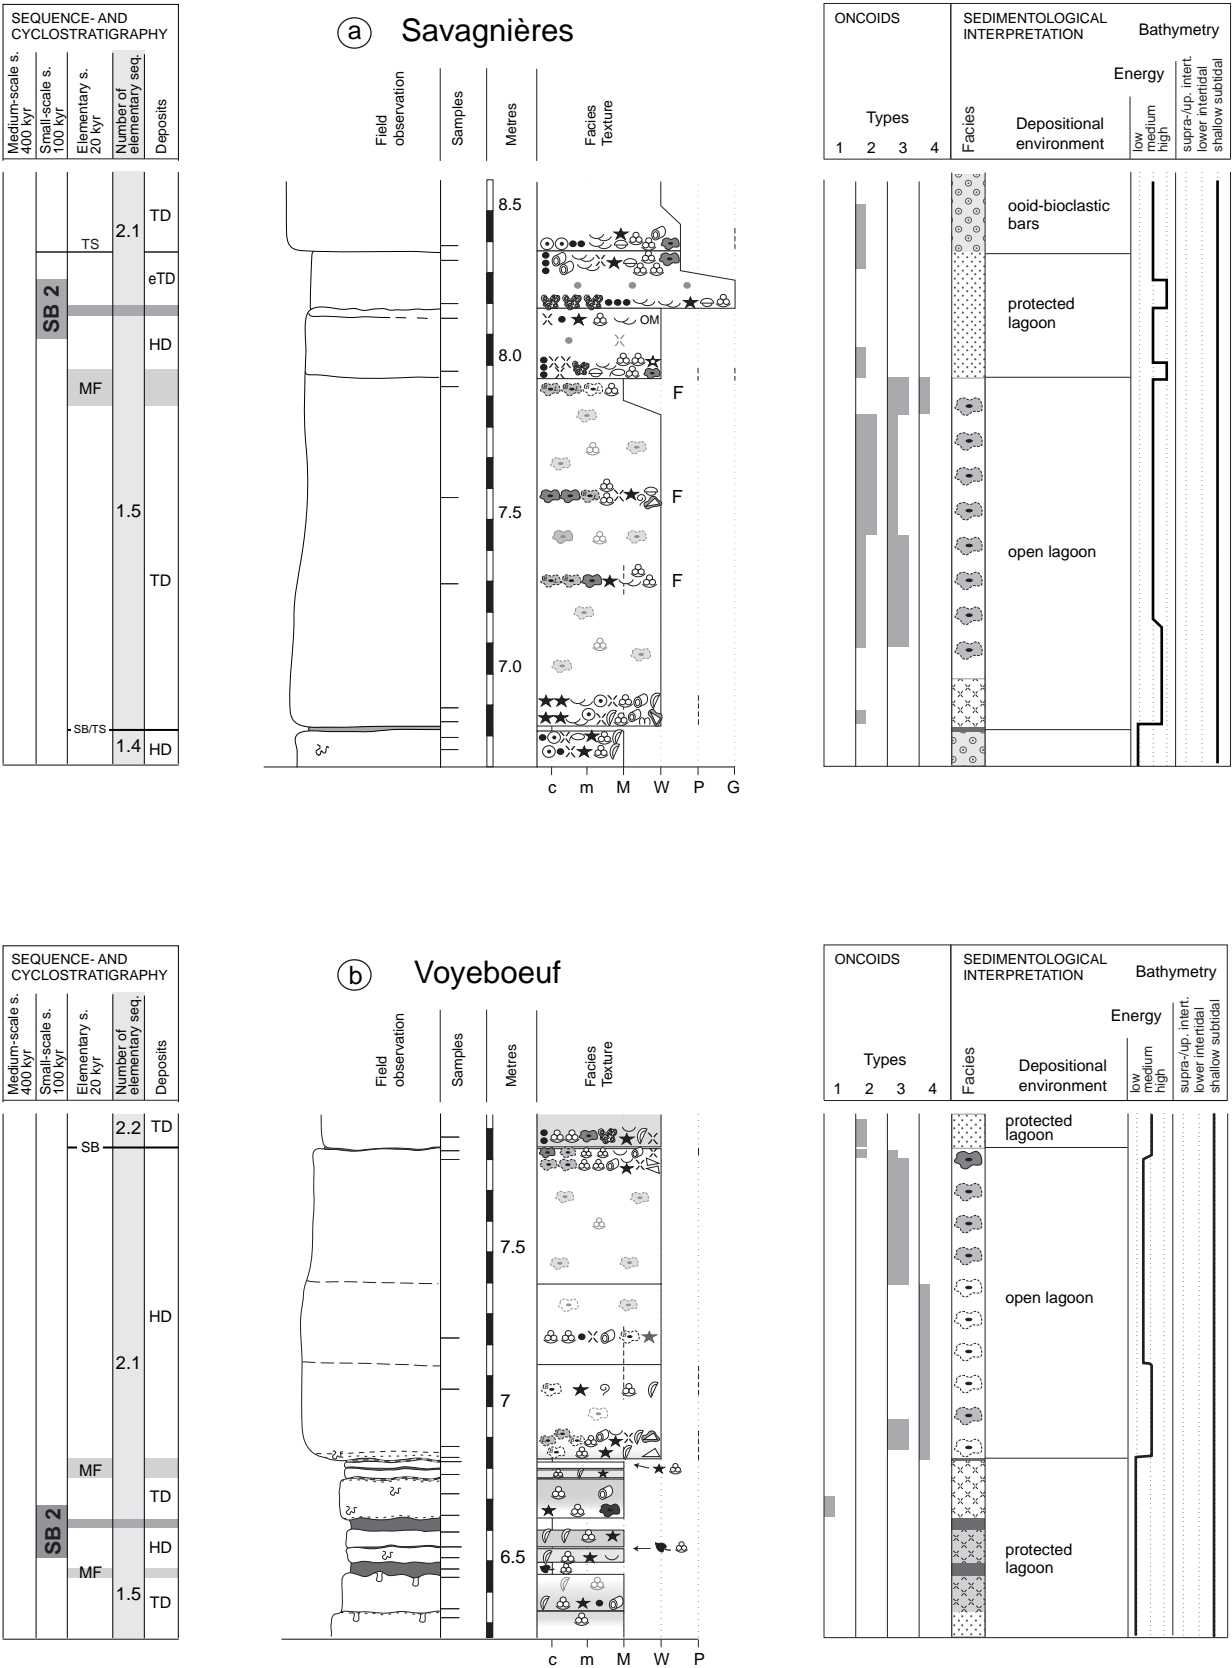 SEQUENCE- AND
CYCLOSTRATIGRAPHY
Medium-scale s.
400 kyr
Small-scale s.
100 kyr
Elementary s.
20 kyr
Number of
elementary seq.
Deposits
a Savagnières
Field
observation
Samples
Metres
Facies
Texture
ONCOIDS
Types
1 2 3 4
SEDIMENTOLOGICAL
INTERPRETATION
Bathymetry
Energy
Facies
Depositional
environment
low
medium
high
supra-/up. intert.
lower intertidal
shallow subtidal
TD
2.1
TS
eTD
SB 2
HD
MF
1.5
TD
SB/TS
1.4 HD
8.5
8.0
7.5
7.0
OM
F
F
F
m
c m M W P G
ooid-bioclastic
bars
protected
lagoon
open lagoon
SEQUENCE- AND
CYCLOSTRATIGRAPHY
Medium-scale s.
400 kyr
Small-scale s.
100 kyr
Elementary s.
20 kyr
Number of
elementary seq.
Deposits
b Voyeboeuf
Field
observation
Samples
Metres
Facies
Texture
ONCOIDS
Types
1 2 3 4
SEDIMENTOLOGICAL
INTERPRETATION
Bathymetry
Energy
Facies
Depositional
environment
low
medium
high
supra-/up. intert.
lower intertidal
shallow subtidal
2.2 TD
SB
HD
2.1
MF
TD
SB 2
HD
MF
1.5 TD
7.5
7
6.5
c m M W P
protected
lagoon
open lagoon
protected
lagoon